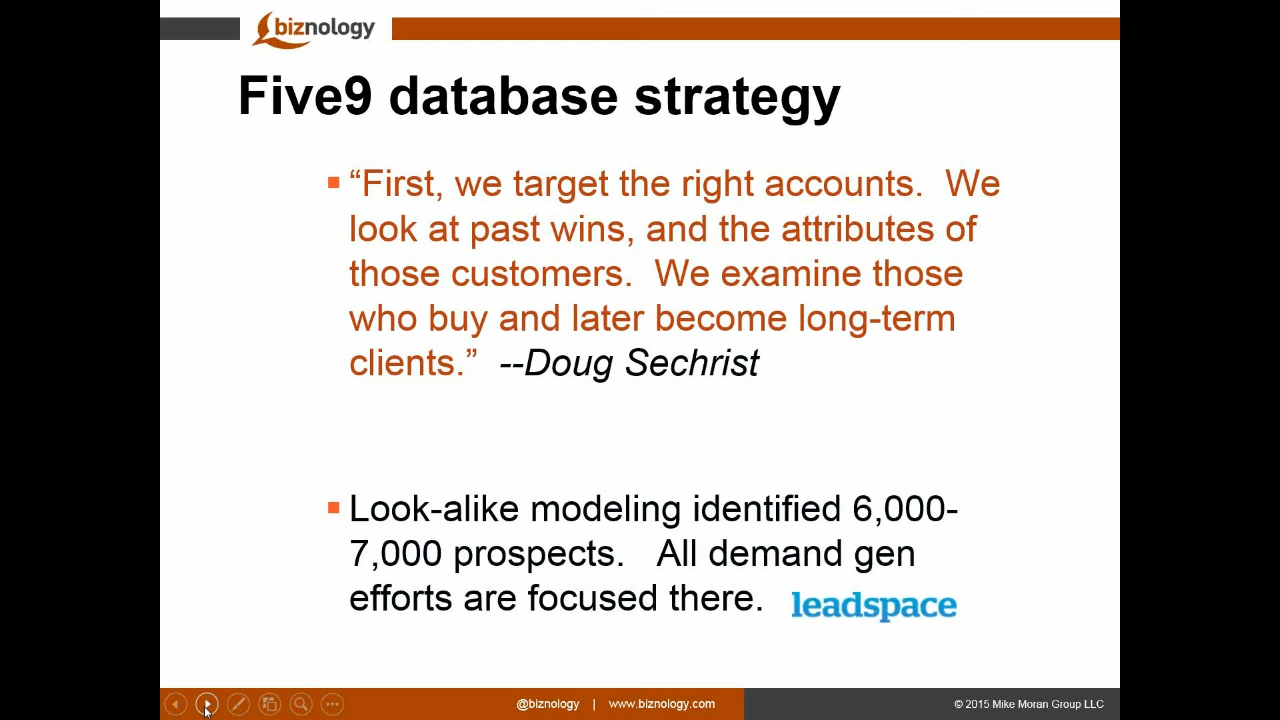 biznology
Five9 database strategy
“First, we target the right accounts.  We
look at past wins, and the attributes of
those customers.  We examine those
who buy and later become long-term
clients.”  --Doug Sechrist
Look-alike modeling identified 6,000-
7,000 prospects.   All demand gen
efforts are focused there.
leadspace
@biznology | www.biznology.com
© 2015 Mike Moran Group LLC